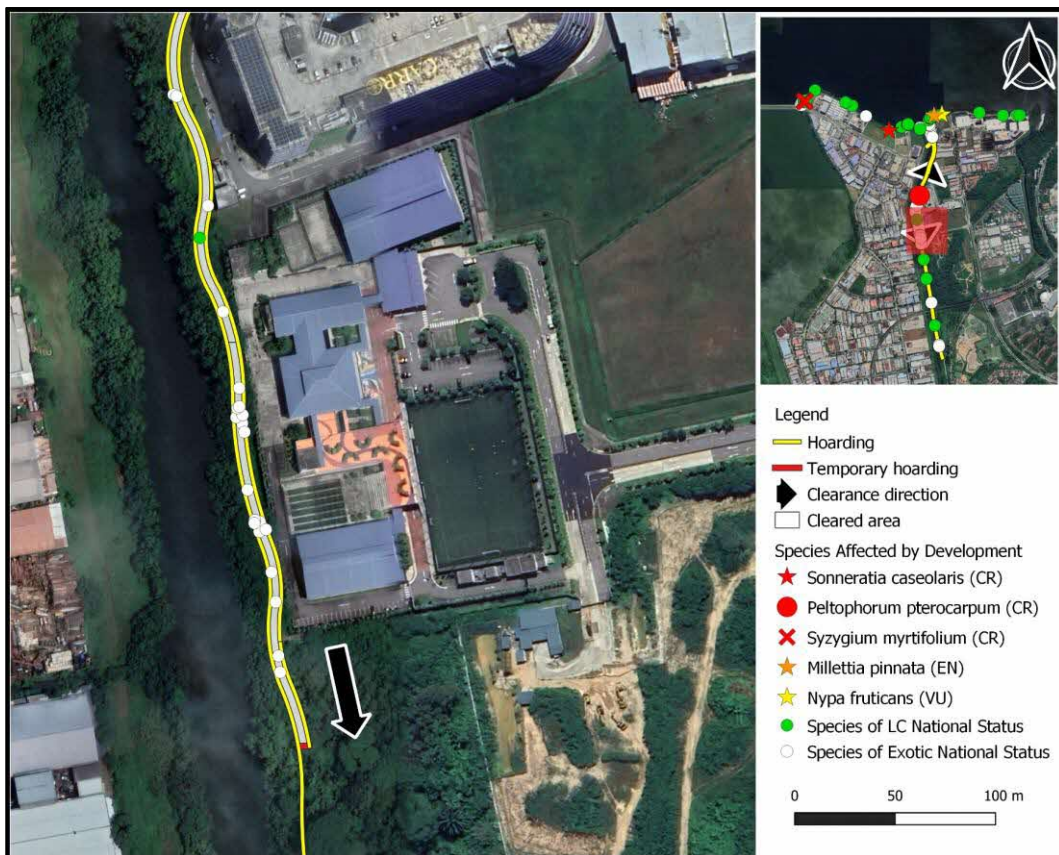 CARRO
Legend
Hoarding
Temporary hoarding
Clearance direction
Cleared area
Species Affected by Development
Sonneratia caseolaris (CR)
Peltophorum pterocarpum (CR)
Syzygium myrtifolium (CR)
Millettia pinnata (EN)
Nypa fruticans (VU)
Species of LC National Status
Species of Exotic National Status
0 50 100 m